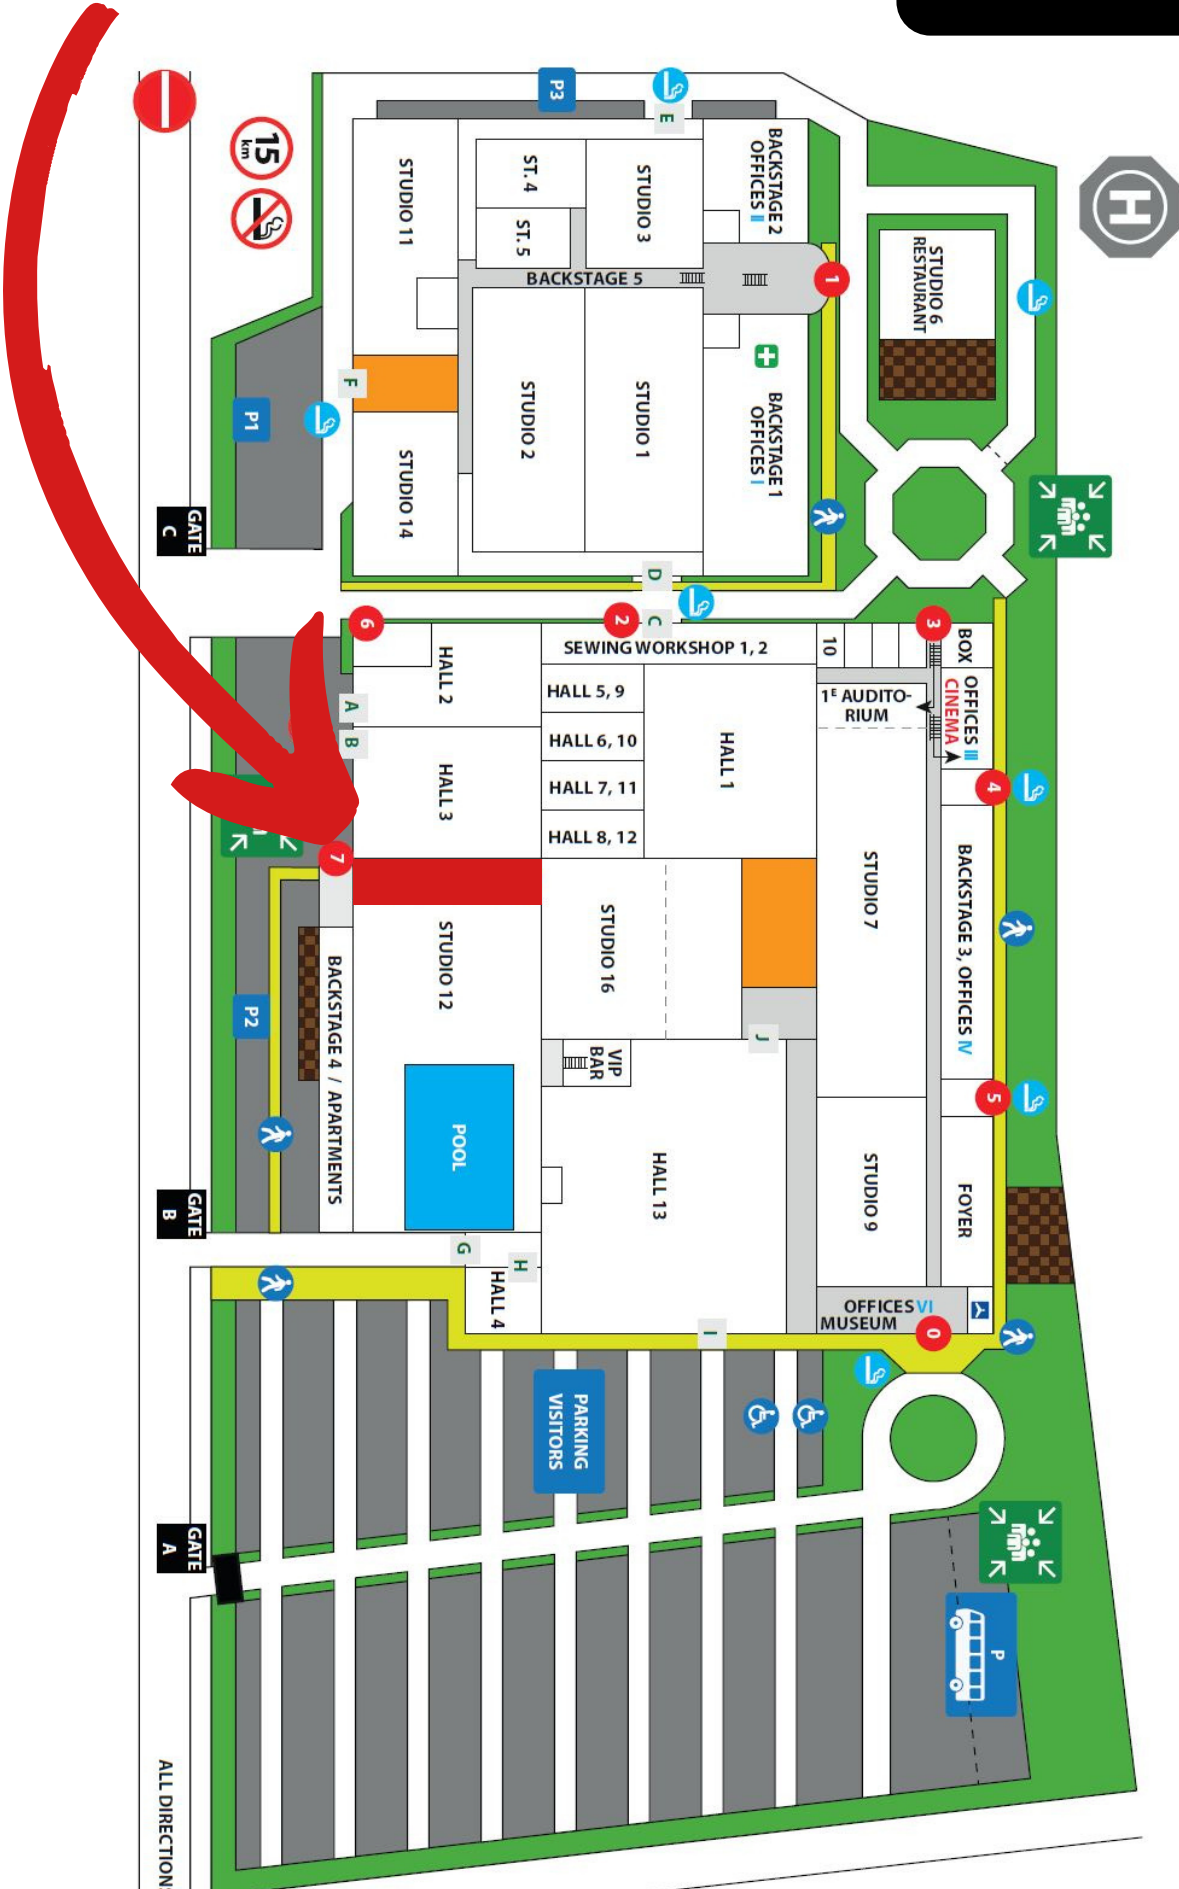 P3
E
BACKSTAGE 2
OFFICES II
15
km
H
STUDIO 11
ST. 4
ST. 5
STUDIO 3
BACKSTAGE 5
1
STUDIO 6
RESTAURANT
F
P1
STUDIO 2
STUDIO 1
BACKSTAGE 1
OFFICES I
STUDIO 14
GATE
C
D
C
6
2
3
SEWING WORKSHOP 1, 2
10
BOX
HALL 2
HALL 5, 9
1E AUDITO-
RIUM
OFFICES III
CINEMA
A
B
HALL 6, 10
HALL 1
HALL 3
HALL 7, 11
4
HALL 8, 12
7
STUDIO 7
BACKSTAGE 3, OFFICES IV
STUDIO 12
STUDIO 16
P2
BACKSTAGE 4 / APARTMENTS
J
VIP
BAR
5
POOL
HALL 13
STUDIO 9
FOYER
GATE
B
G
H
HALL 4
OFFICES VI
MUSEUM
0
I
PARKING
VISITORS
GATE
A
P
ALL DIRECTIONS